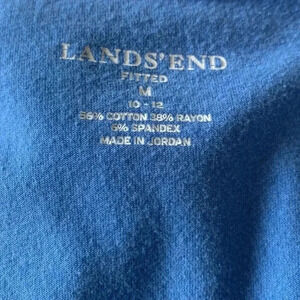 LANDS' END
FITTED
M
10 - 12
56% COTTON 38% RAYON
6% SPANDEX
MADE IN JORDAN